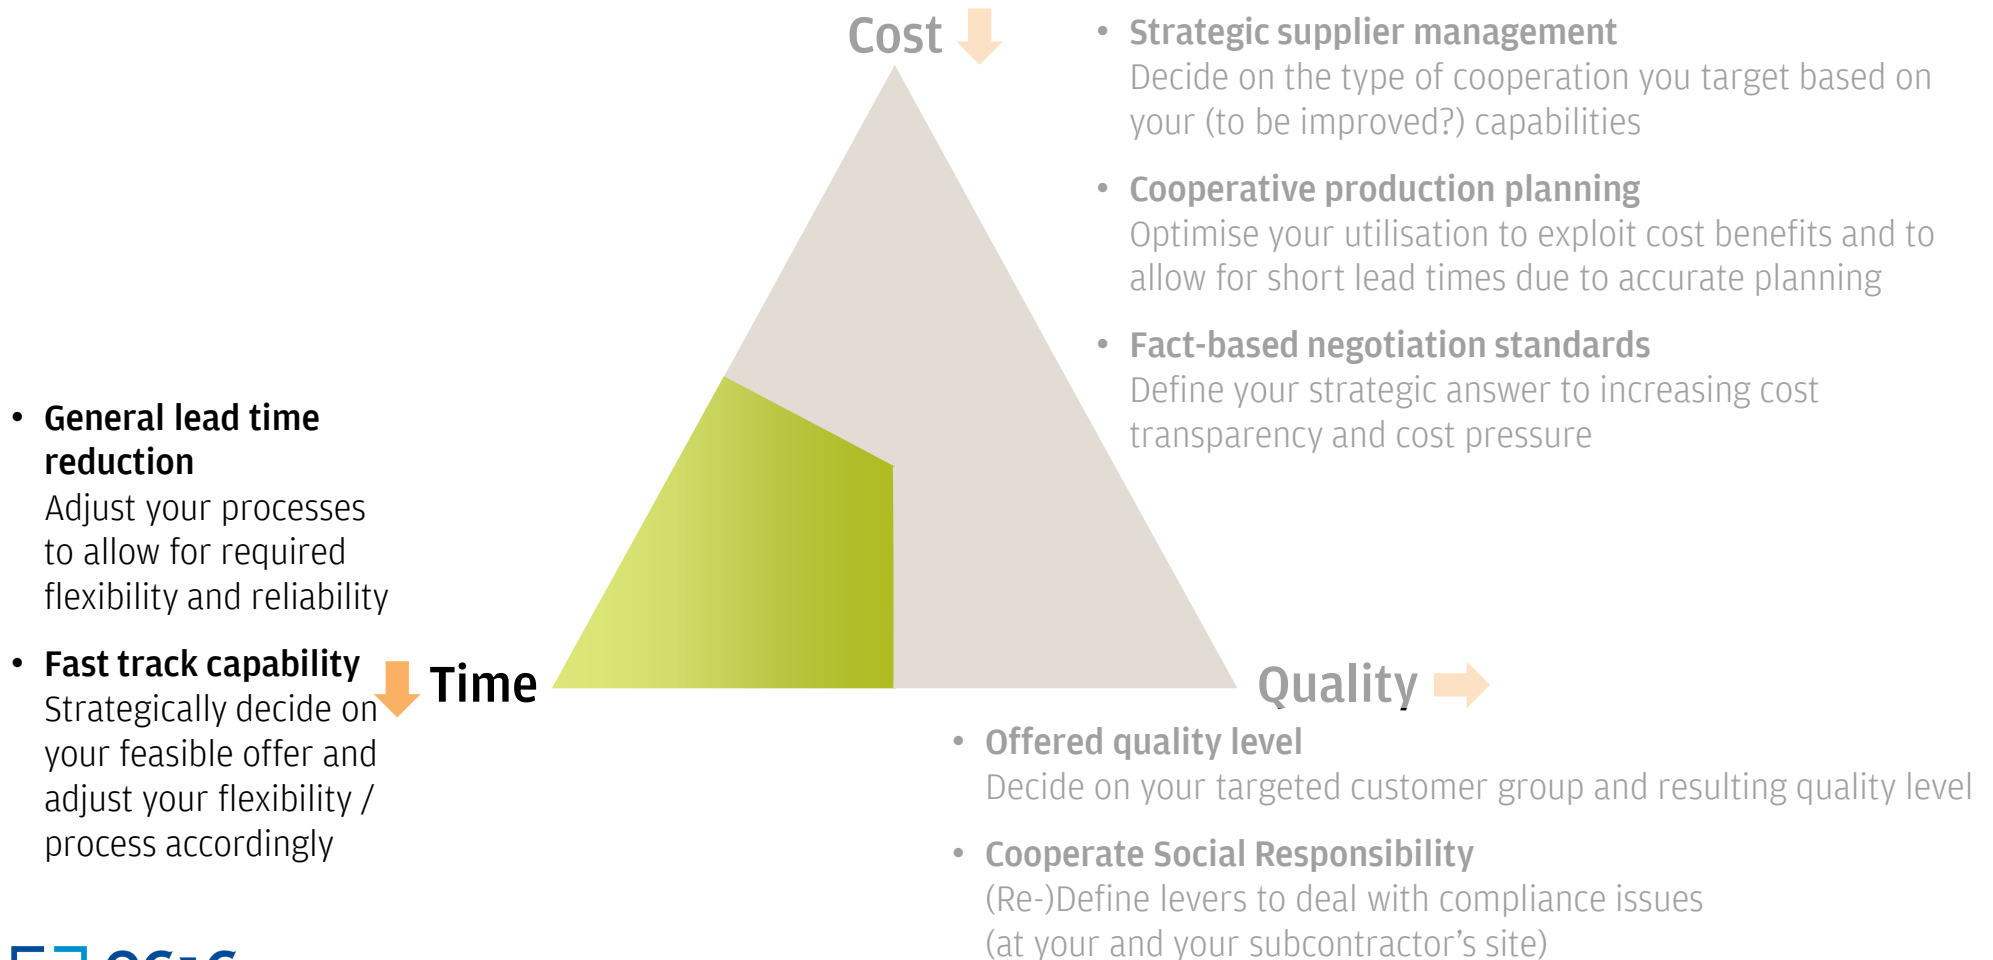 Cost
• Strategic supplier management
Decide on the type of cooperation you target based on
your (to be improved?) capabilities
• Cooperative production planning
Optimise your utilisation to exploit cost benefits and to
allow for short lead times due to accurate planning
• Fact-based negotiation standards
Define your strategic answer to increasing cost
transparency and cost pressure
• General lead time
reduction
Adjust your processes
to allow for required
flexibility and reliability
• Fast track capability
Strategically decide on
your feasible offer and
adjust your flexibility /
process accordingly
Time
Quality
• Offered quality level
Decide on your targeted customer group and resulting quality level
• Cooperate Social Responsibility
(Re-)Define levers to deal with compliance issues
(at your and your subcontractor's site)